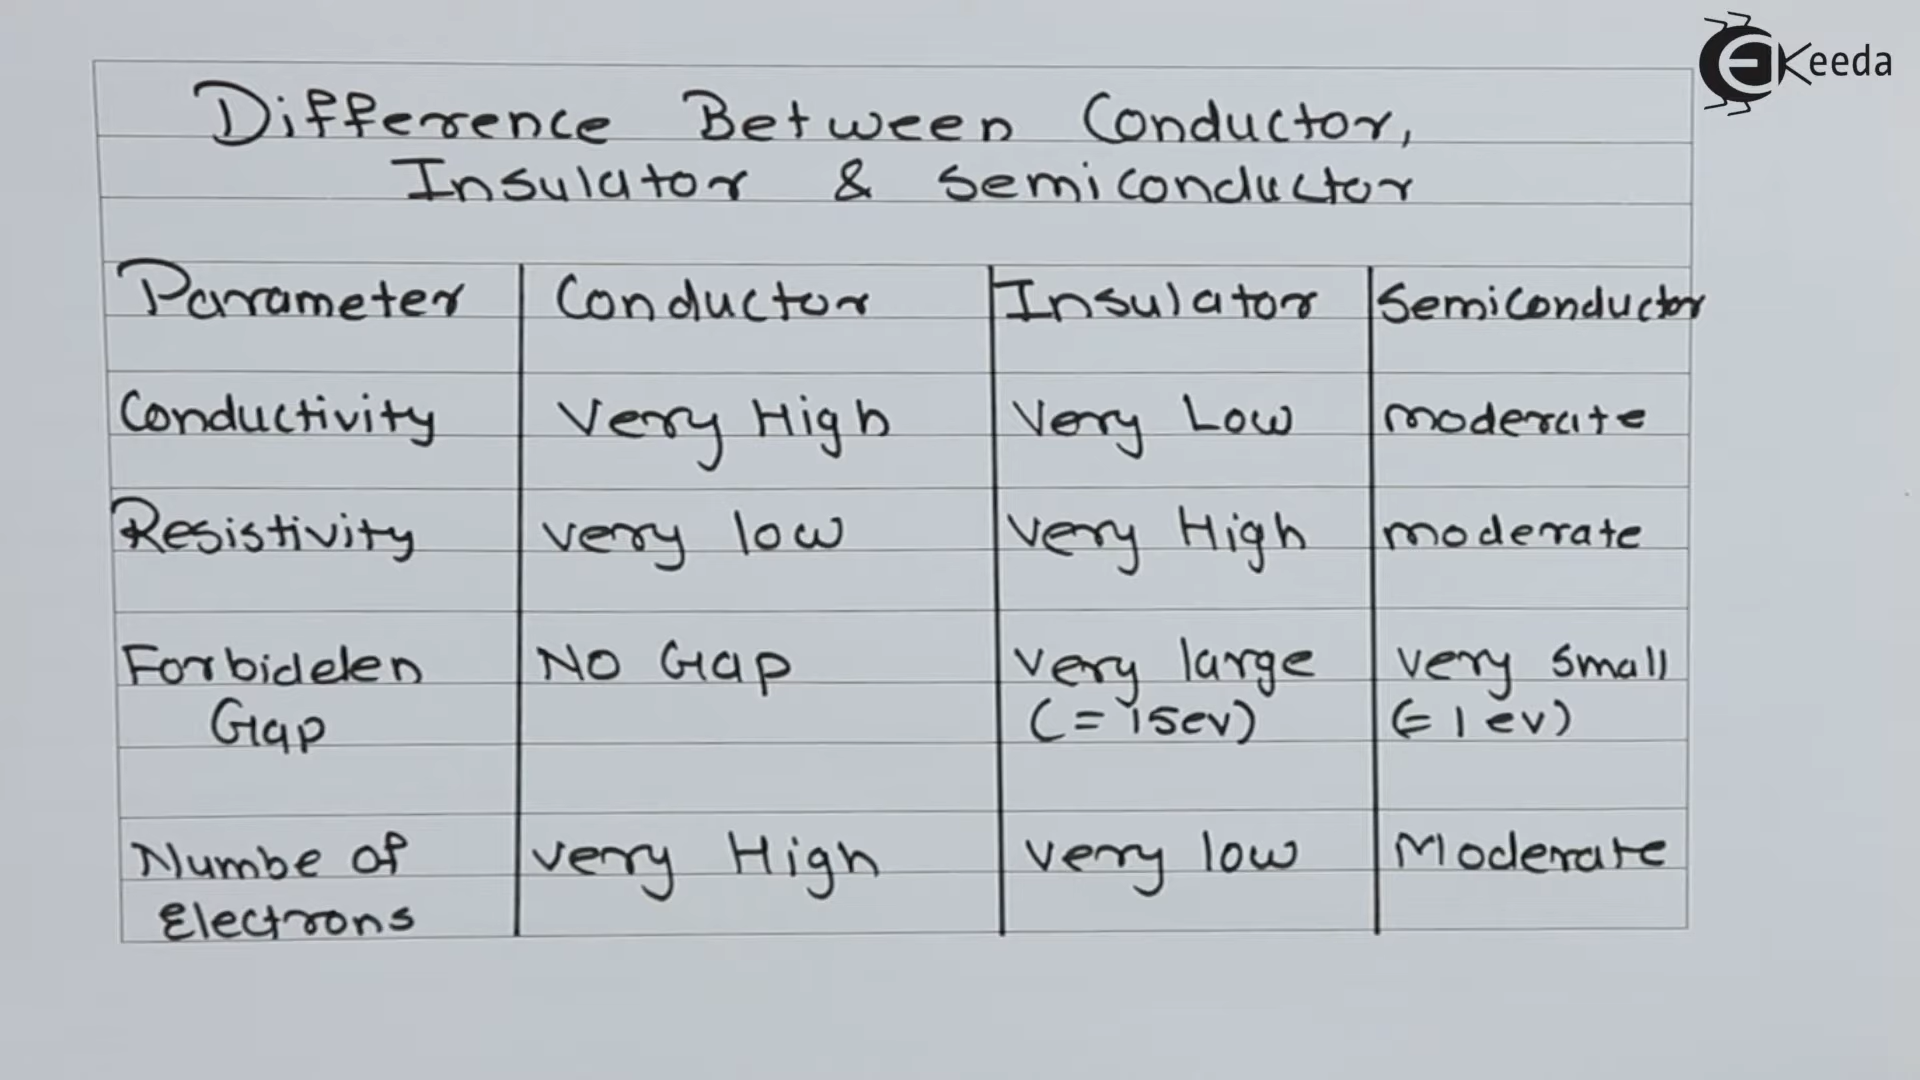 EKeeda
Difference Between Conductor,
Insulator & Semiconductor
Parameter Conductor Insulator Semiconductor
Conductivity Very High Very Low moderate
Resistivity very low very High moderate
Forbidden No Gap very large very small
Gap (= 15ev) (= 1 ev)
Numbe of very High very low Moderate
Electrons